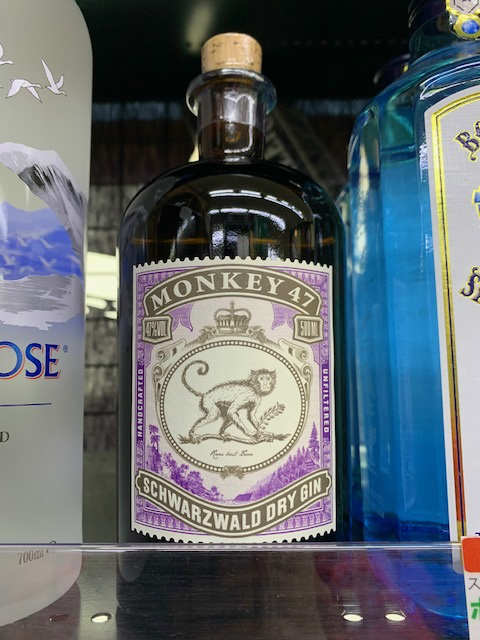 MONKEY 47
47%VOL
500ML
HANDCRAFTED
UNFILTERED
SCHWARZWALD DRY GIN
OSE
D
700ml